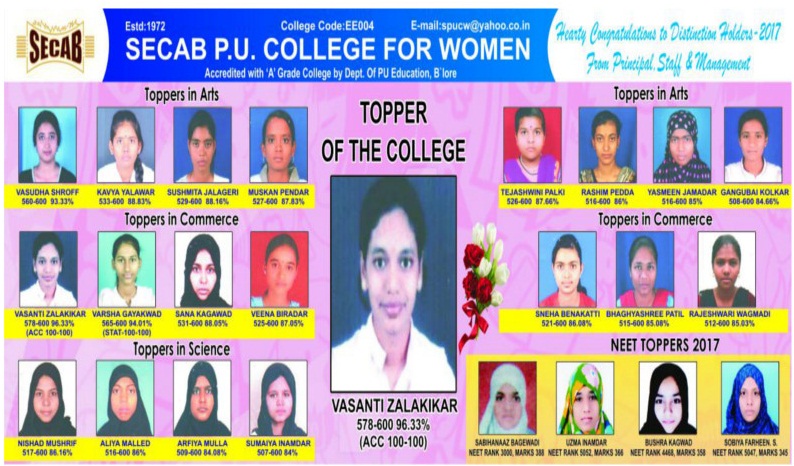 SECAB
Estd:1972 College Code:EE004 E-mail:spucw@yahoo.co.in
SECAB P.U. COLLEGE FOR WOMEN
Accredited with 'A' Grade College by Dept. Of PU Education, B`lore
Hearty Congratulations to Distinction Holders-2017
From Principal, Staff & Management
Toppers in Arts
VASUDHA SHROFF KAVYA YALAWAR SUSHMITA JALAGERI MUSKAN PENDAR
560-600 93.33% 533-600 88.83% 529-600 88.16% 527-600 87.83%
Toppers in Commerce
VASANTI ZALAKIKAR VARSHA GAYAKWAD SANA KAGAWAD VEENA BIRADAR
578-600 96.33% 565-600 94.01% 531-600 88.05% 525-600 87.05%
(ACC 100-100) (STAT-100-100)
Toppers in Science
NISHAD MUSHRIF ALIYA MALLED ARFIYA MULLA SUMAIYA INAMDAR
517-600 86.16% 516-600 86% 509-600 84.08% 507-600 84%
TOPPER
OF THE COLLEGE
VASANTI ZALAKIKAR
578-600 96.33%
(ACC 100-100)
Toppers in Arts
TEJASHWINI PALKI RASHIM PEDDA YASMEEN JAMADAR GANGUBAI KOLKAR
526-600 87.66% 516-600 86% 516-600 85% 508-600 84.66%
Toppers in Commerce
SNEHA BENAKATTI BHAGHYASHREE PATIL RAJESHWARI WAGMADI
521-600 86.08% 515-600 85.08% 512-600 85.03%
NEET TOPPERS 2017
SABIHANAAZ BAGEWADI UZMA INAMDAR BUSHRA KAGWAD SOBIYA FARHEEN. S.
NEET RANK 3000, MARKS 388 NEET RANK 5052, MARKS 366 NEET RANK 4468, MARKS 358 NEET RANK 5047, MARKS 345